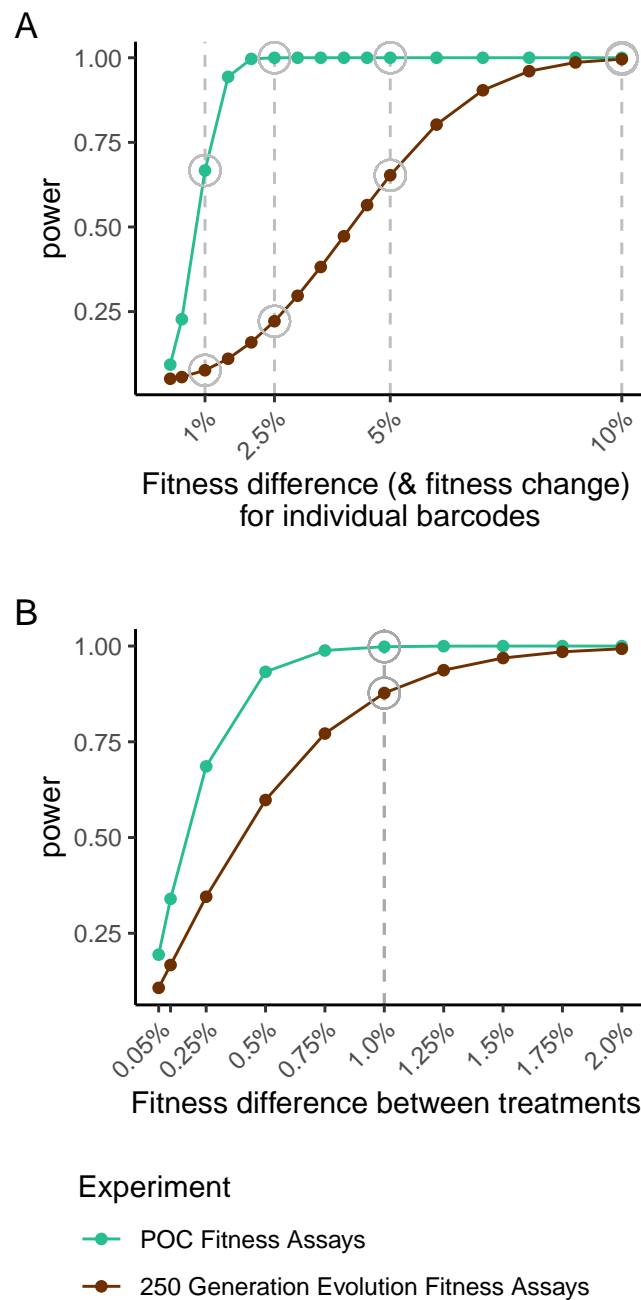 A
1.00
0.75
0.50
0.25
power
1%
2.5%
5%
10%
Fitness difference (& fitness change)
for individual barcodes
B
1.00
0.75
0.50
0.25
power
0.05%
0.25%
0.5%
0.75%
1.0%
1.25%
1.5%
1.75%
2.0%
Fitness difference between treatments
Experiment
POC Fitness Assays
250 Generation Evolution Fitness Assays